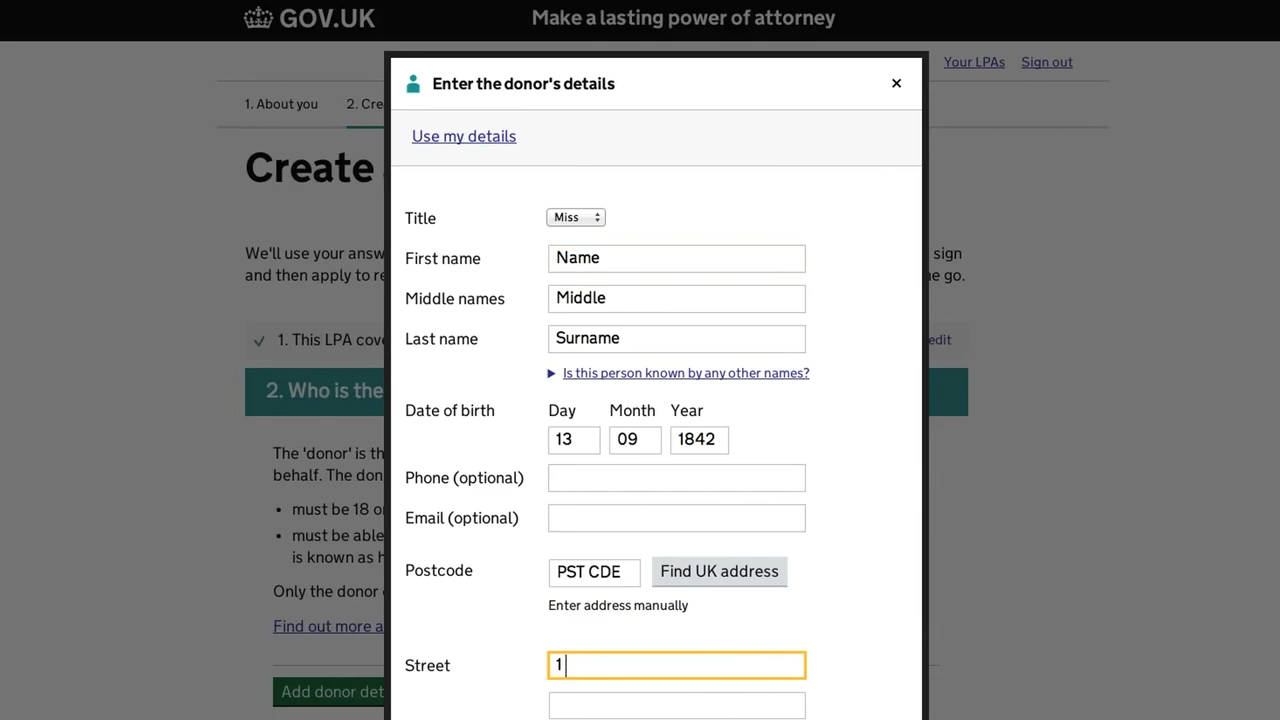 GOV.UK
Make a lasting power of attorney
Your LPAs Sign out
1. About you 2. Cre
Enter the donor's details ×
Use my details
Create
We'll use your answ sign
and then apply to re e go.
1. This LPA cove edit
2. Who is the
The 'donor' is th
behalf. The don
• must be 18 o
• must be able
is known as h
Only the donor
Find out more a
Add donor det
Title Miss
First name Name
Middle names Middle
Last name Surname
Is this person known by any other names?
Date of birth Day Month Year
13 09 1842
Phone (optional)
Email (optional)
Postcode PST CDE Find UK address
Enter address manually
Street 1